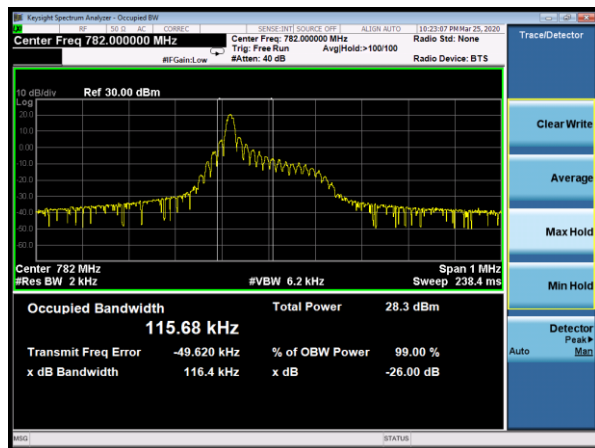 Keysight Spectrum Analyzer - Occupied BW
RF 50 Ω AC CORREC SENSE:INT SOURCE OFF ALIGN AUTO 10:23:07 PM Mar 25, 2020
Center Freq 782.000000 MHz Center Freq: 782.000000 MHz Radio Std: None Trace/Detector
Trig: Free Run Avg|Hold:>100/100
#IFGain:Low #Atten: 40 dB Radio Device: BTS
10 dB/div Ref 30.00 dBm
Log
20.0
10.0
0.00
-10.0
-20.0
-30.0
-40.0
-50.0
-60.0
Clear Write
Average
Max Hold
Min Hold
Center 782 MHz Span 1 MHz
#Res BW 2 kHz #VBW 6.2 kHz Sweep 238.4 ms
Occupied Bandwidth Total Power 28.3 dBm
115.68 kHz
Transmit Freq Error -49.620 kHz % of OBW Power 99.00 %
x dB Bandwidth 116.4 kHz x dB -26.00 dB
Detector
Peak▶
Auto Man
MSG STATUS